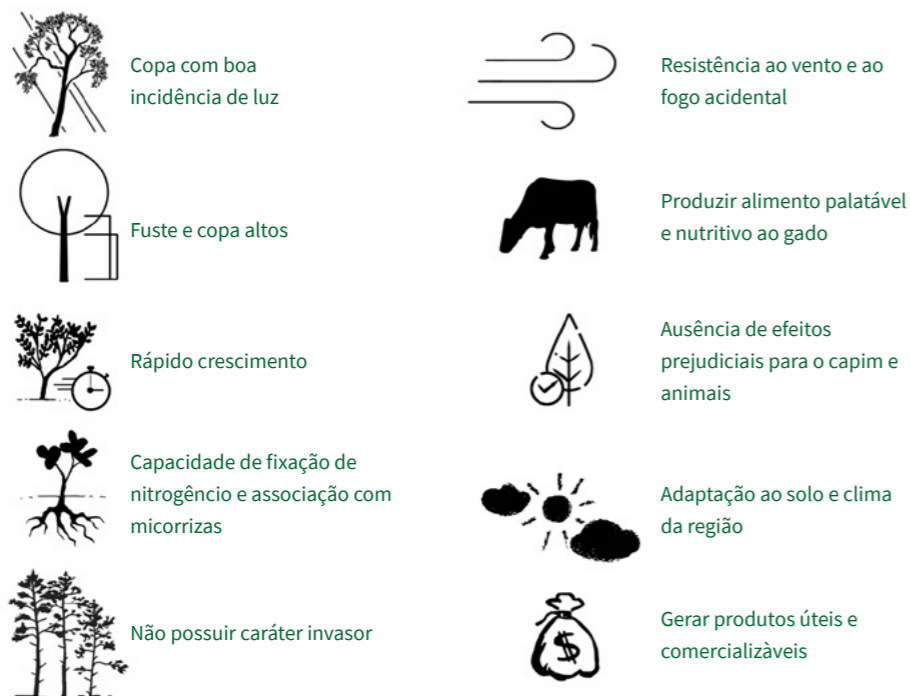 Copa com boa
incidência de luz
Fuste e copa altos
Rápido crescimento
Capacidade de fixação de
nitrogêncio e associação com
micorrizas
Não possuir caráter invasor
Resistência ao vento e ao
fogo acidental
Produzir alimento palatável
e nutritivo ao gado
Ausência de efeitos
prejudiciais para o capim e
animais
Adaptação ao solo e clima
da região
$
Gerar produtos úteis e
comercializàveis